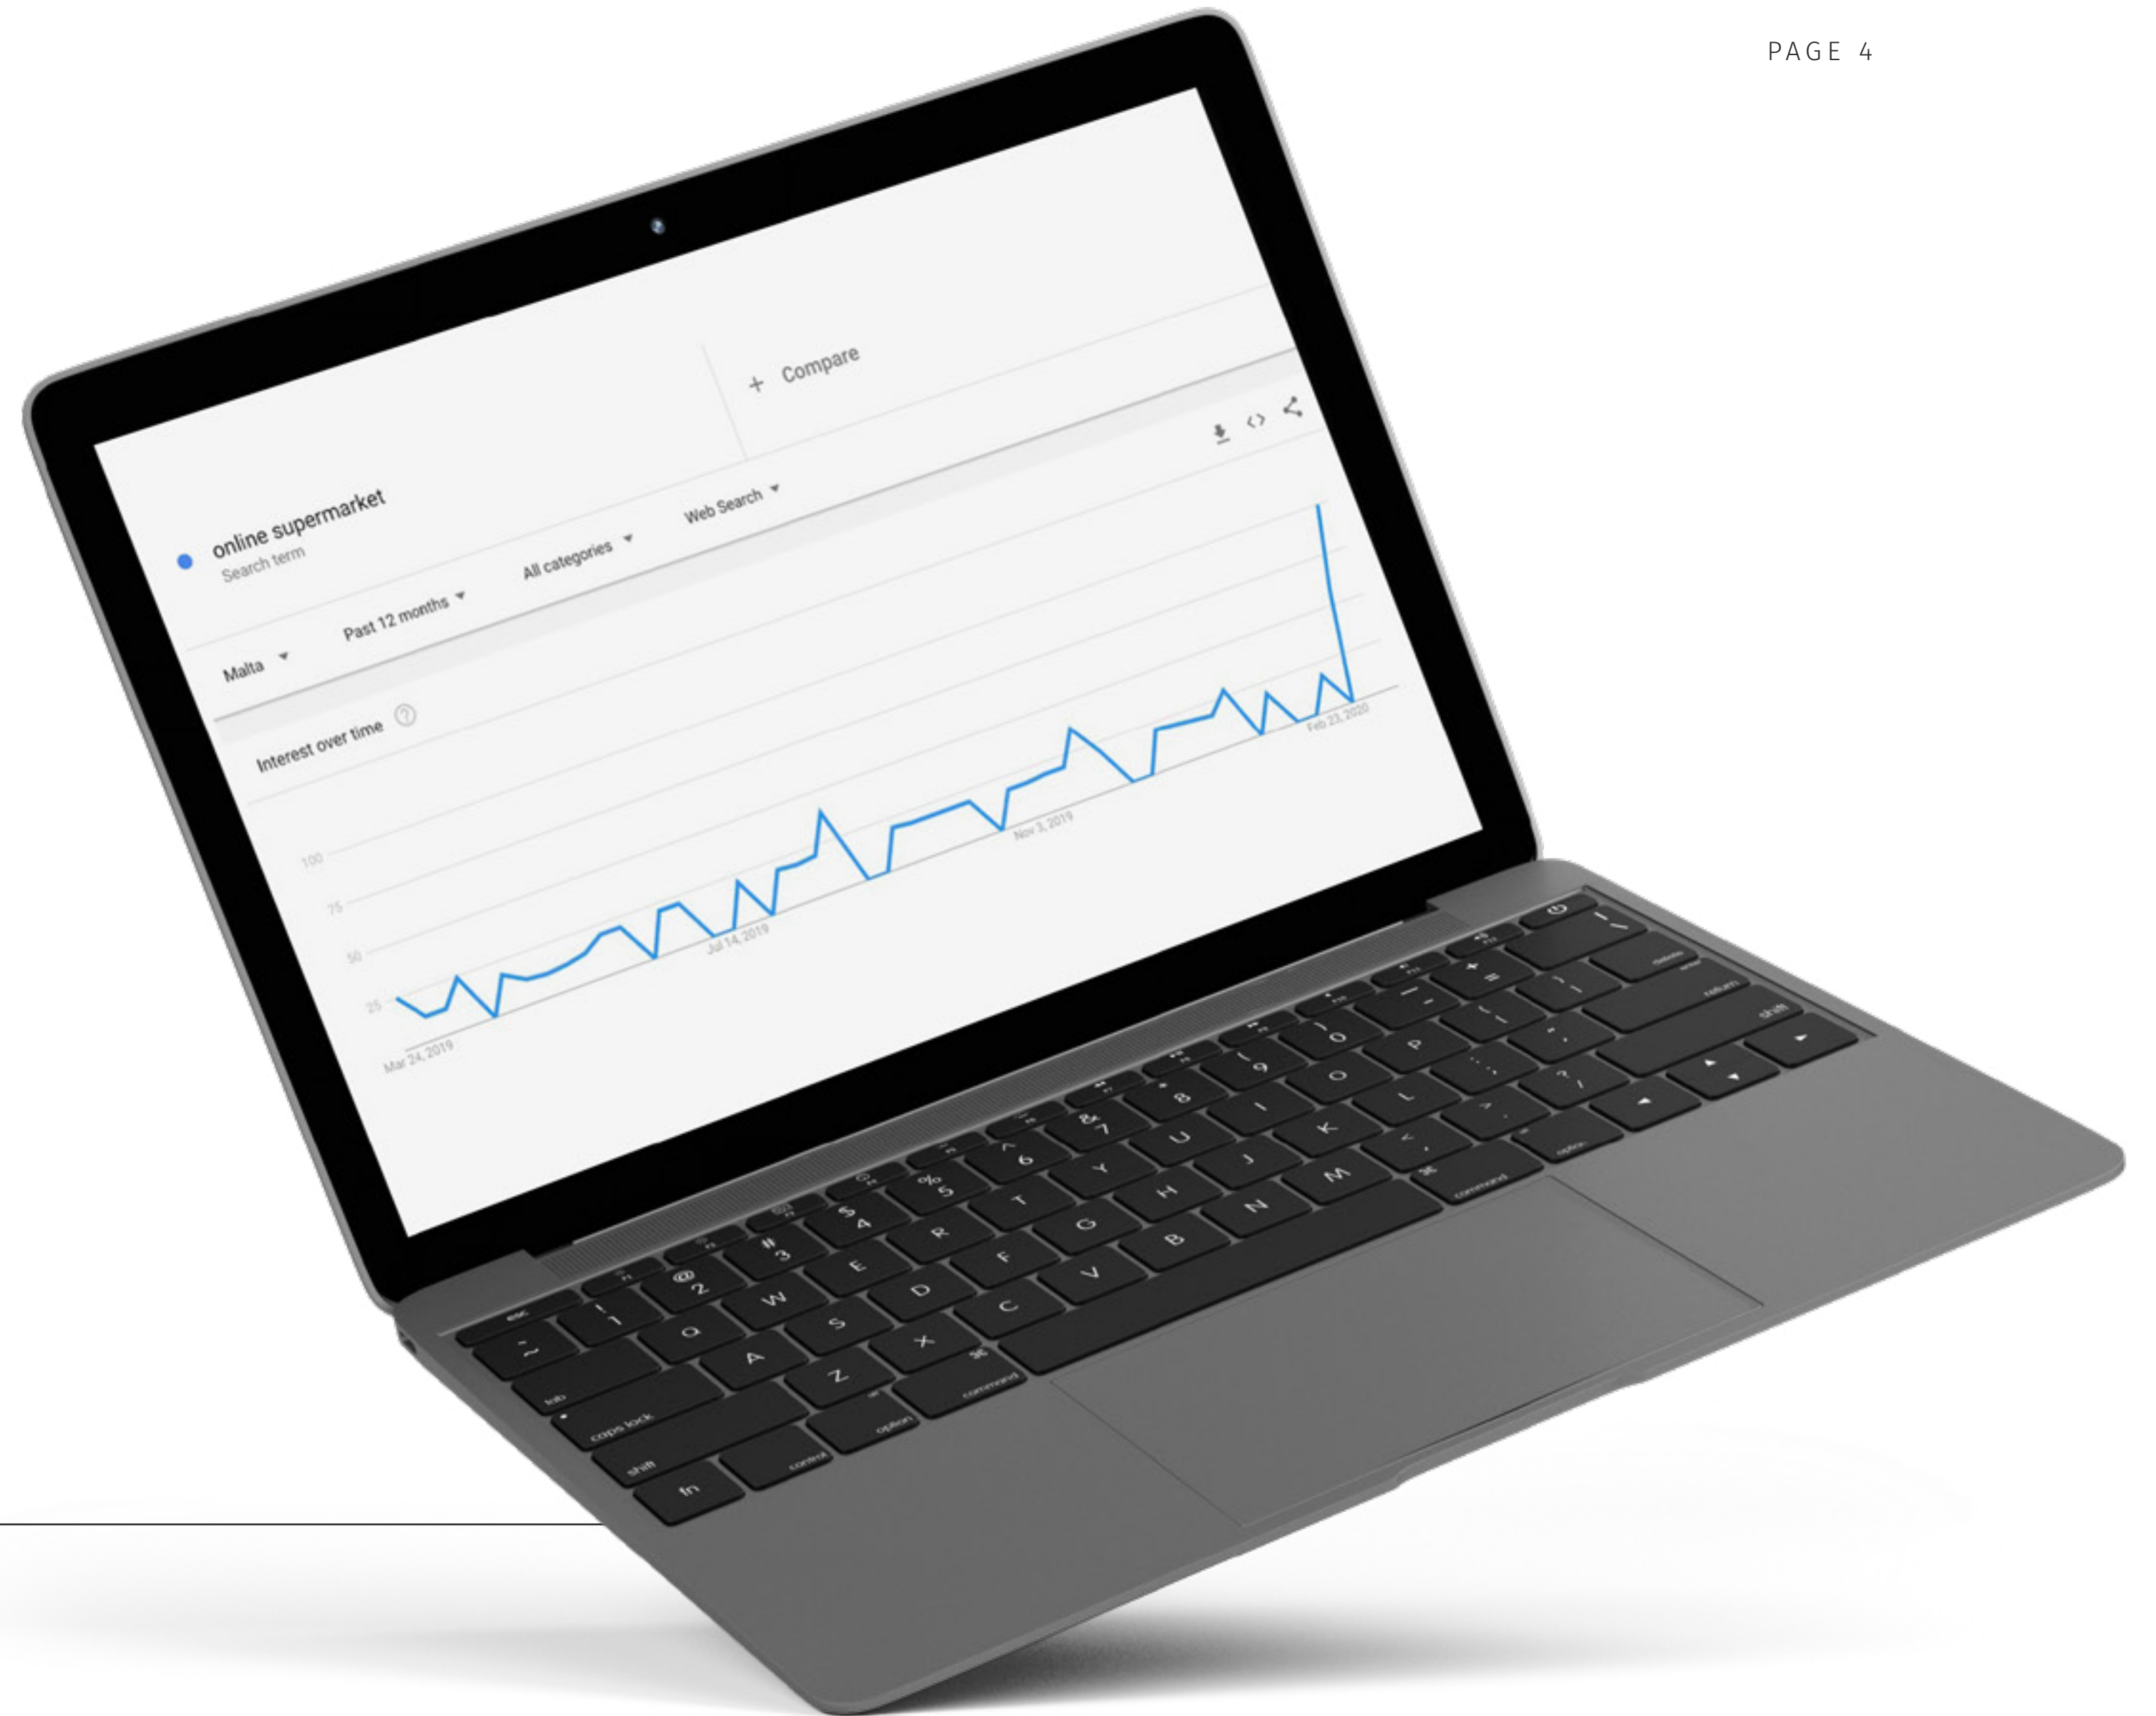 PAGE 4
+ Compare
online supermarket
Search term
Malta
Past 12 months
All categories
Web Search
Interest over time ?
100
75
50
25
Mar 24, 2019
Jul 14, 2019
Nov 3, 2019
Feb 23, 2020
esc
~
! 1
@ 2
# 3
$ 4
% 5
^ 6
& 7
* 8
( 9
) 0
+ =
tab
Q W E R T Y U I O P
caps lock
A S D F G H J K L
return
shift
Z X C V B N M
shift
fn
control
option
command
command
option